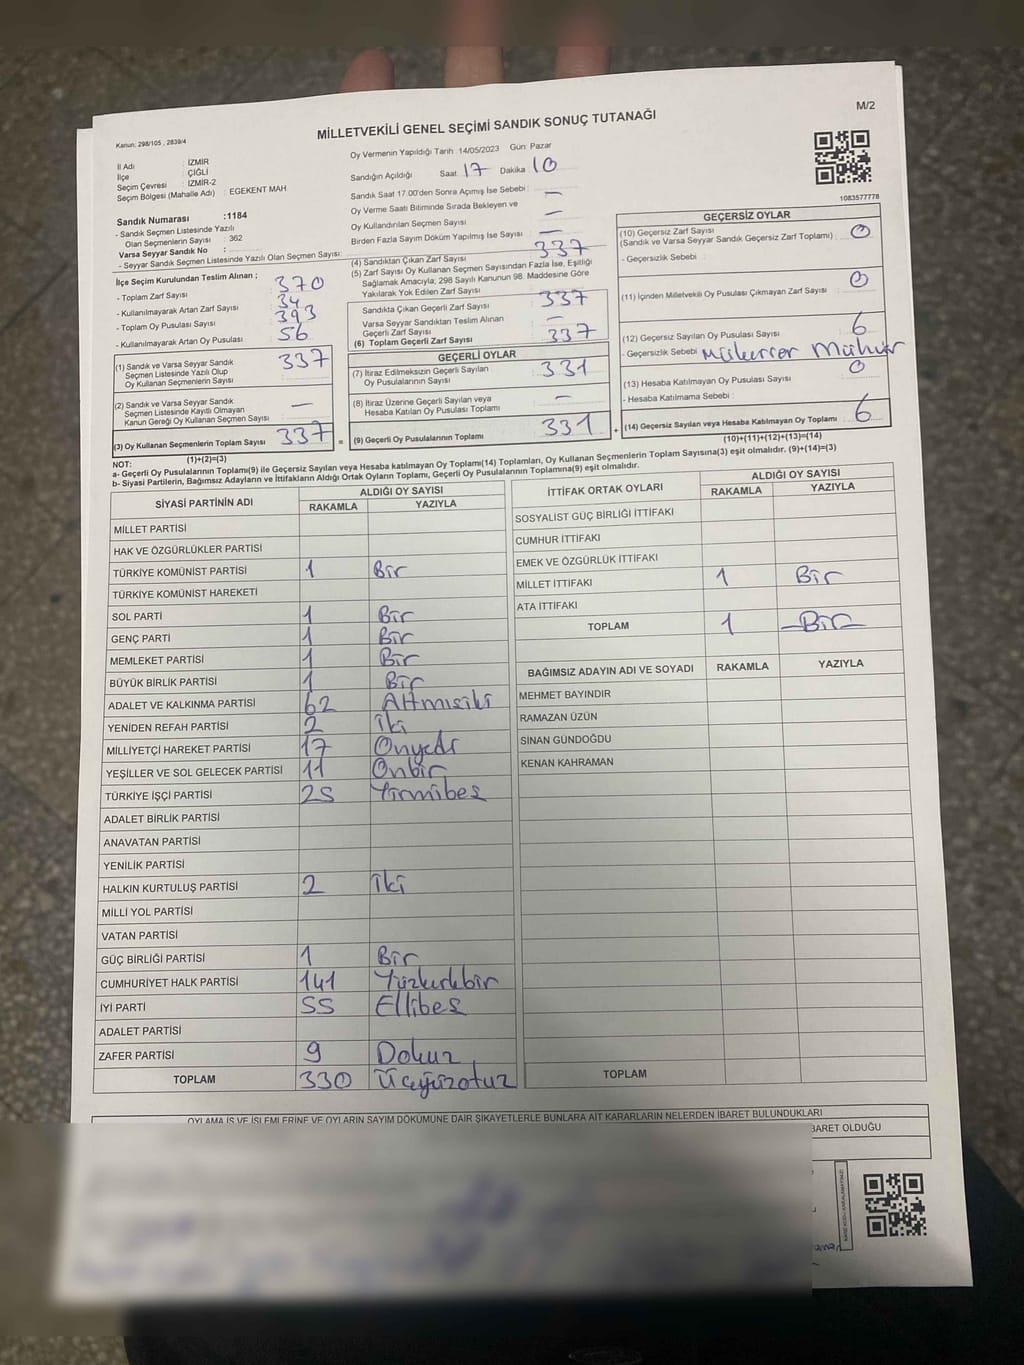 M/2
MİLLETVEKİLİ GENEL SEÇİMİ SANDIK SONUÇ TUTANAĞI
Kanun: 298/105 , 2839/4
İl Adı : İZMİR
İlçe : ÇİĞLİ
Seçim Çevresi : İZMİR-2
Seçim Bölgesi (Mahalle Adı) : EGEKENT MAH
Sandık Numarası :1184
- Sandık Seçmen Listesinde Yazılı
Olan Seçmenlerin Sayısı : 362
Varsa Seyyar Sandık No :
- Seyyar Sandık Seçmen Listesinde Yazılı Olan Seçmen Sayısı:
İlçe Seçim Kurulundan Teslim Alınan ;
- Toplam Zarf Sayısı : 370
- Kullanılmayarak Artan Zarf Sayısı : 34
- Toplam Oy Pusulası Sayısı : 393
- Kullanılmayarak Artan Oy Pusulası : 56
(1) Sandık ve Varsa Seyyar Sandık
Seçmen Listesinde Yazılı Olup
Oy Kullanan Seçmenlerin Sayısı : 337
(2) Sandık ve Varsa Seyyar Sandık
Seçmen Listesinde Kayıtlı Olmayan
Kanun Gereği Oy Kullanan Seçmen Sayısı : —
(3) Oy Kullanan Seçmenlerin Toplam Sayısı : 337
(1)+(2)=(3)
Oy Vermenin Yapıldığı Tarih :14/05/2023 Gün: Pazar
Sandığın Açıldığı Saat : 17 Dakika : 10
Sandık Saat 17.00'den Sonra Açmış İse Sebebi : —
Oy Verme Saati Bitiminde Sırada Bekleyen ve
Oy Kullandırılan Seçmen Sayısı : —
Birden Fazla Sayım Döküm Yapılmış İse Sayısı : —
(4) Sandıktan Çıkan Zarf Sayısı : 337
(5) Zarf Sayısı Oy Kullanan Seçmen Sayısından Fazla İse, Eşitliği
Sağlamak Amacıyla; 298 Sayılı Kanunun 98. Maddesine Göre
Yakılarak Yok Edilen Zarf Sayısı :
Sandıkta Çıkan Geçerli Zarf Sayısı : 337
Varsa Seyyar Sandıktan Teslim Alınan
Geçerli Zarf Sayısı : —
(6) Toplam Geçerli Zarf Sayısı : 337
GEÇERLİ OYLAR
(7) İtiraz Edilmeksizin Geçerli Sayılan
Oy Pusulalarının Sayısı : 331
(8) İtiraz Üzerine Geçerli Sayılan veya
Hesaba Katılan Oy Pusulası Toplamı : —
= (9) Geçerli Oy Pusulalarının Toplamı : 331 +
1083577778
GEÇERSİZ OYLAR
(10) Geçersiz Zarf Sayısı : 0
(Sandık ve Varsa Seyyar Sandık Geçersiz Zarf Toplamı)
- Geçersizlik Sebebi :
(11) İçinden Milletvekili Oy Pusulası Çıkmayan Zarf Sayısı : 0
(12) Geçersiz Sayılan Oy Pusulası Sayısı : 6
- Geçersizlik Sebebi : Mükerrer Mühür
(13) Hesaba Katılmayan Oy Pusulası Sayısı : 0
- Hesaba Katılmama Sebebi :
(14) Geçersiz Sayılan veya Hesaba Katılmayan Oy Toplamı : 6
(10)+(11)+(12)+(13)=(14)
NOT:
a- Geçerli Oy Pusulalarının Toplamı(9) ile Geçersiz Sayılan veya Hesaba katılmayan Oy Toplamı(14) Toplamları, Oy Kullanan Seçmenlerin Toplam Sayısına(3) eşit olmalıdır. (9)+(14)=(3)
b- Siyasi Partilerin, Bağımsız Adayların ve İttifakların Aldığı Ortak Oyların Toplamı, Geçerli Oy Pusulalarının Toplamına(9) eşit olmalıdır.
SİYASİ PARTİNİN ADI ALDIĞI OY SAYISI
RAKAMLA YAZIYLA
MİLLET PARTİSİ
HAK VE ÖZGÜRLÜKLER PARTİSİ
TÜRKİYE KOMÜNİST PARTİSİ 1 Bir
TÜRKİYE KOMÜNİST HAREKETİ
SOL PARTİ 1 Bir
GENÇ PARTİ 1 Bir
MEMLEKET PARTİSİ 1 Bir
BÜYÜK BİRLİK PARTİSİ 1 Bir
ADALET VE KALKINMA PARTİSİ 62 Altmışiki
YENİDEN REFAH PARTİSİ 2 İki
MİLLİYETÇİ HAREKET PARTİSİ 17 Onyedi
YEŞİLLER VE SOL GELECEK PARTİSİ 11 Onbir
TÜRKİYE İŞÇİ PARTİSİ 25 Yirmibeş
ADALET BİRLİK PARTİSİ
ANAVATAN PARTİSİ
YENİLİK PARTİSİ
HALKIN KURTULUŞ PARTİSİ 2 İki
MİLLİ YOL PARTİSİ
VATAN PARTİSİ
GÜÇ BİRLİĞİ PARTİSİ 1 Bir
CUMHURİYET HALK PARTİSİ 141 Yüzkırkbir
İYİ PARTİ 55 Ellibeş
ADALET PARTİSİ
ZAFER PARTİSİ 9 Dokuz
TOPLAM 330 Üçyüzotuz
İTTİFAK ORTAK OYLARI ALDIĞI OY SAYISI
RAKAMLA YAZIYLA
SOSYALİST GÜÇ BİRLİĞİ İTTİFAKI
CUMHUR İTTİFAKI
EMEK VE ÖZGÜRLÜK İTTİFAKI
MİLLET İTTİFAKI 1 Bir
ATA İTTİFAKI
TOPLAM 1 Bir
BAĞIMSIZ ADAYIN ADI VE SOYADI RAKAMLA YAZIYLA
MEHMET BAYINDIR
RAMAZAN ÜZÜN
SİNAN GÜNDOĞDU
KENAN KAHRAMAN
TOPLAM
OYLAMA İŞ VE İŞLEMLERİNE VE OYLARIN SAYIM DÖKÜMÜNE DAİR ŞİKAYETLERLE BUNLARA AİT KARARLARIN NELERDEN İBARET BULUNDUKLARI
İBARET OLDUĞU